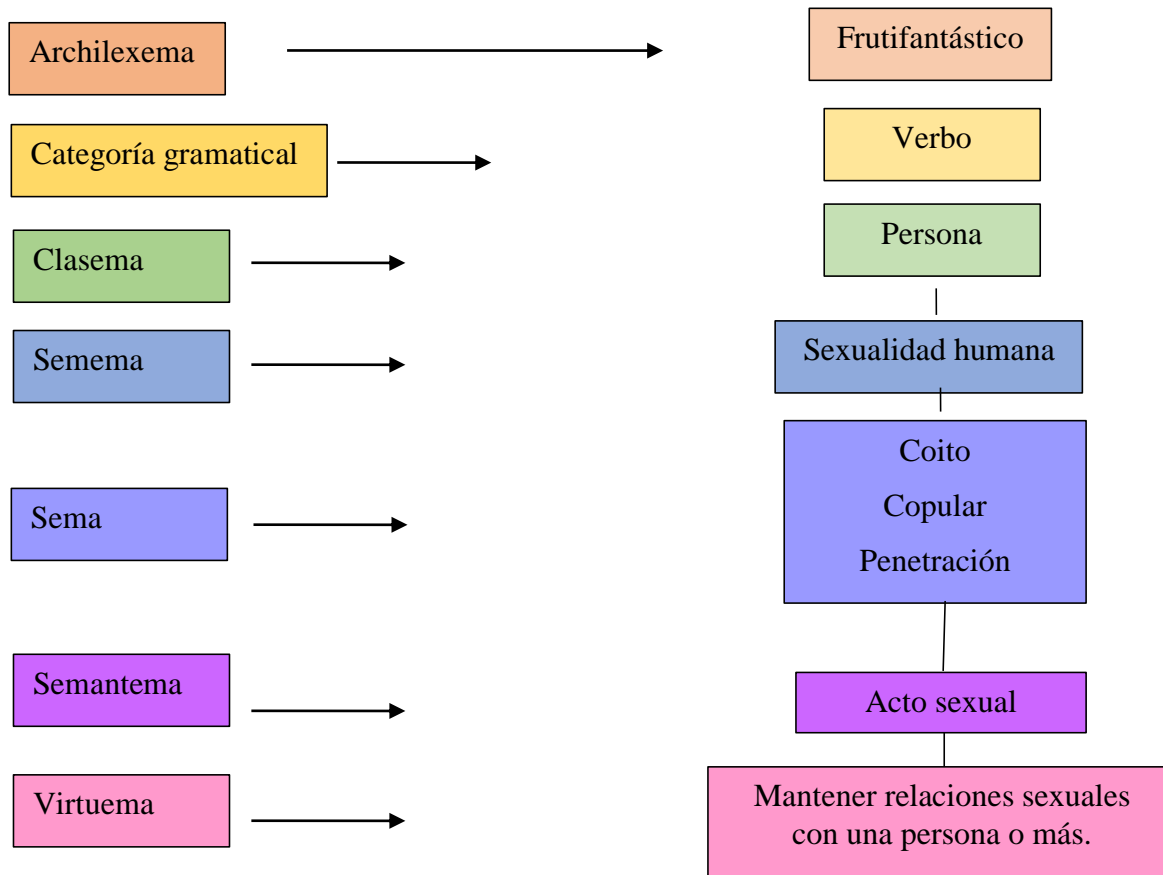 Archilexema
Frutifantástico
Categoría gramatical
Verbo
Clasema
Persona
Semema
Sexualidad humana
Sema
Coito
Copular
Penetración
Semantema
Acto sexual
Virtuema
Mantener relaciones sexuales
con una persona o más.